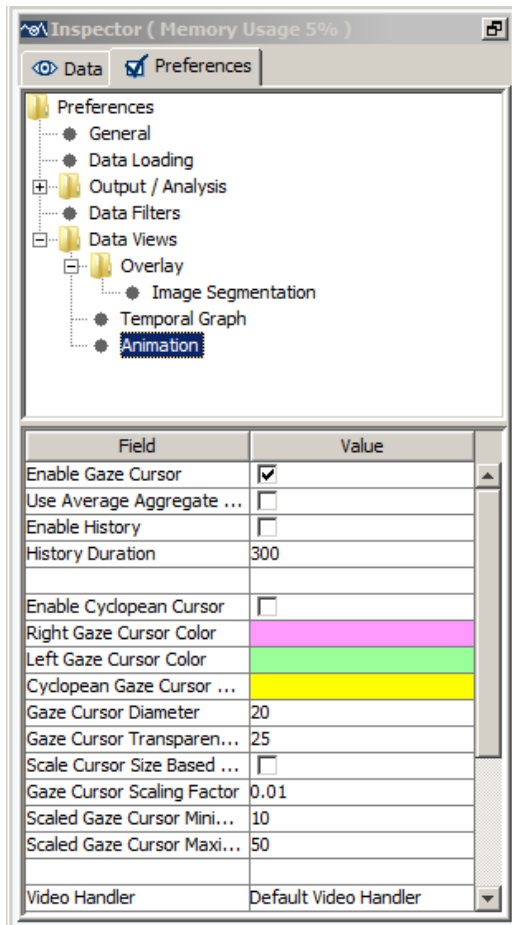 Inspector ( Memory Usage 5% )
Data Preferences
Preferences
General
Data Loading
Output / Analysis
Data Filters
Data Views
Overlay
Image Segmentation
Temporal Graph
Animation
Field Value
Enable Gaze Cursor
Use Average Aggregate ...
Enable History
History Duration 300
Enable Cyclopean Cursor
Right Gaze Cursor Color
Left Gaze Cursor Color
Cyclopean Gaze Cursor ...
Gaze Cursor Diameter 20
Gaze Cursor Transparen... 25
Scale Cursor Size Based ...
Gaze Cursor Scaling Factor 0.01
Scaled Gaze Cursor Mini... 10
Scaled Gaze Cursor Maxi... 50
Video Handler Default Video Handler